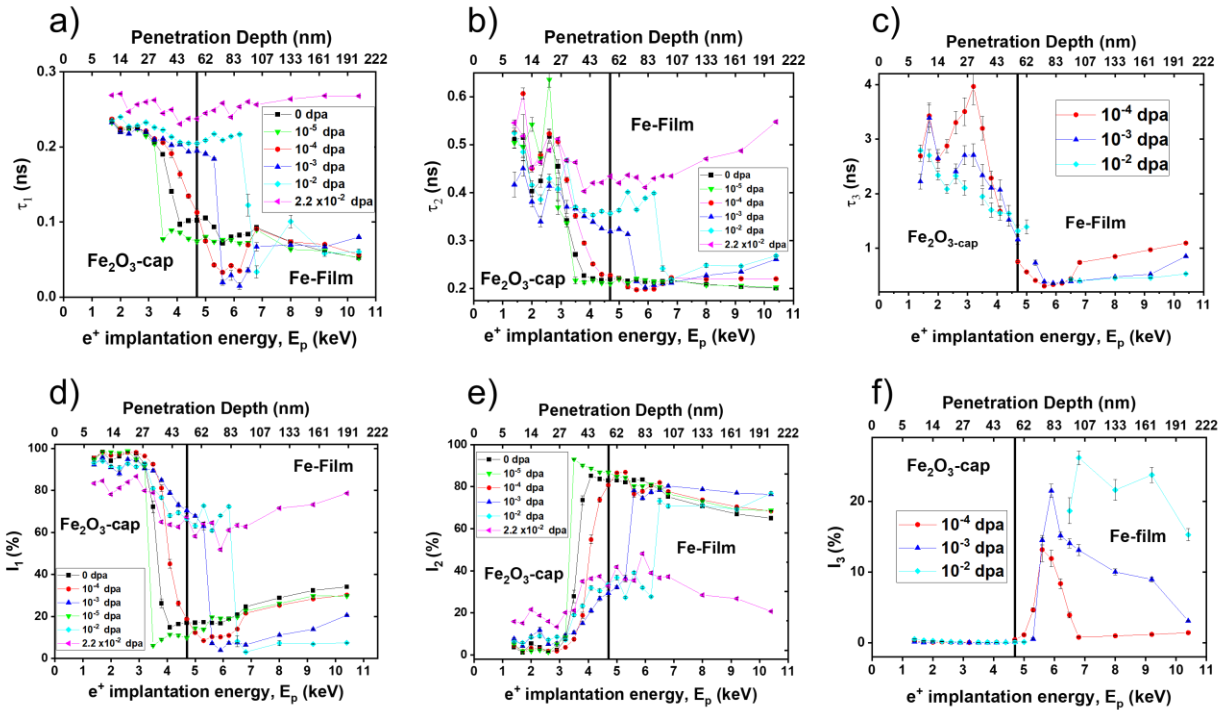 a)
Penetration Depth (nm)
0 5 14 27 43 62 83 107 133 161 191 222
0.3
0.2
0.1
0.0
τ1 (ns)
0 dpa
10-5 dpa
10-4 dpa
10-3 dpa
10-2 dpa
2.2 x10-2 dpa
Fe2O3-cap
Fe-Film
0 1 2 3 4 5 6 7 8 9 10 11
e+ implantation energy, Ep (keV)
b)
Penetration Depth (nm)
0 5 14 27 43 62 83 107 133 161 191 222
0.6
0.5
0.4
0.3
0.2
τ2 (ns)
Fe-Film
0 dpa
10-5 dpa
10-4 dpa
10-3 dpa
10-2 dpa
2.2 x10-2 dpa
Fe2O3-cap
0 1 2 3 4 5 6 7 8 9 10 11
e+ implantation energy, Ep (keV)
c)
Penetration Depth (nm)
0 5 14 27 43 62 83 107 133 161 191 222
4
3
2
1
0
τ3 (ns)
10-4 dpa
10-3 dpa
10-2 dpa
Fe2O3-cap
Fe-Film
0 1 2 3 4 5 6 7 8 9 10 11
e+ implantation energy, Ep (keV)
d)
Penetration Depth (nm)
0 5 14 27 43 62 83 107 133 161 191 222
100
80
60
40
20
0
I1 (%)
Fe-Film
Fe2O3-cap
0 dpa
10-4 dpa
10-3 dpa
10-5 dpa
10-2 dpa
2.2x10-2 dpa
0 1 2 3 4 5 6 7 8 9 10 11
e+ implantation energy, Ep (keV)
e)
Penetration Depth (nm)
0 5 14 27 43 62 83 107 133 161 191 222
100
80
60
40
20
0
I2 (%)
0 dpa
10-5 dpa
10-4 dpa
10-3 dpa
10-2 dpa
2.2 x10-2 dpa
Fe2O3-cap
Fe-Film
0 1 2 3 4 5 6 7 8 9 10 11
e+ implantation energy, Ep (keV)
f)
Penetration Depth (nm)
0 5 14 27 43 62 83 107 133 161 191 222
20
10
0
I3 (%)
Fe2O3-cap
10-4 dpa
10-3 dpa
10-2 dpa
Fe-film
0 1 2 3 4 5 6 7 8 9 10 11
e+ implantation energy, Ep (keV)